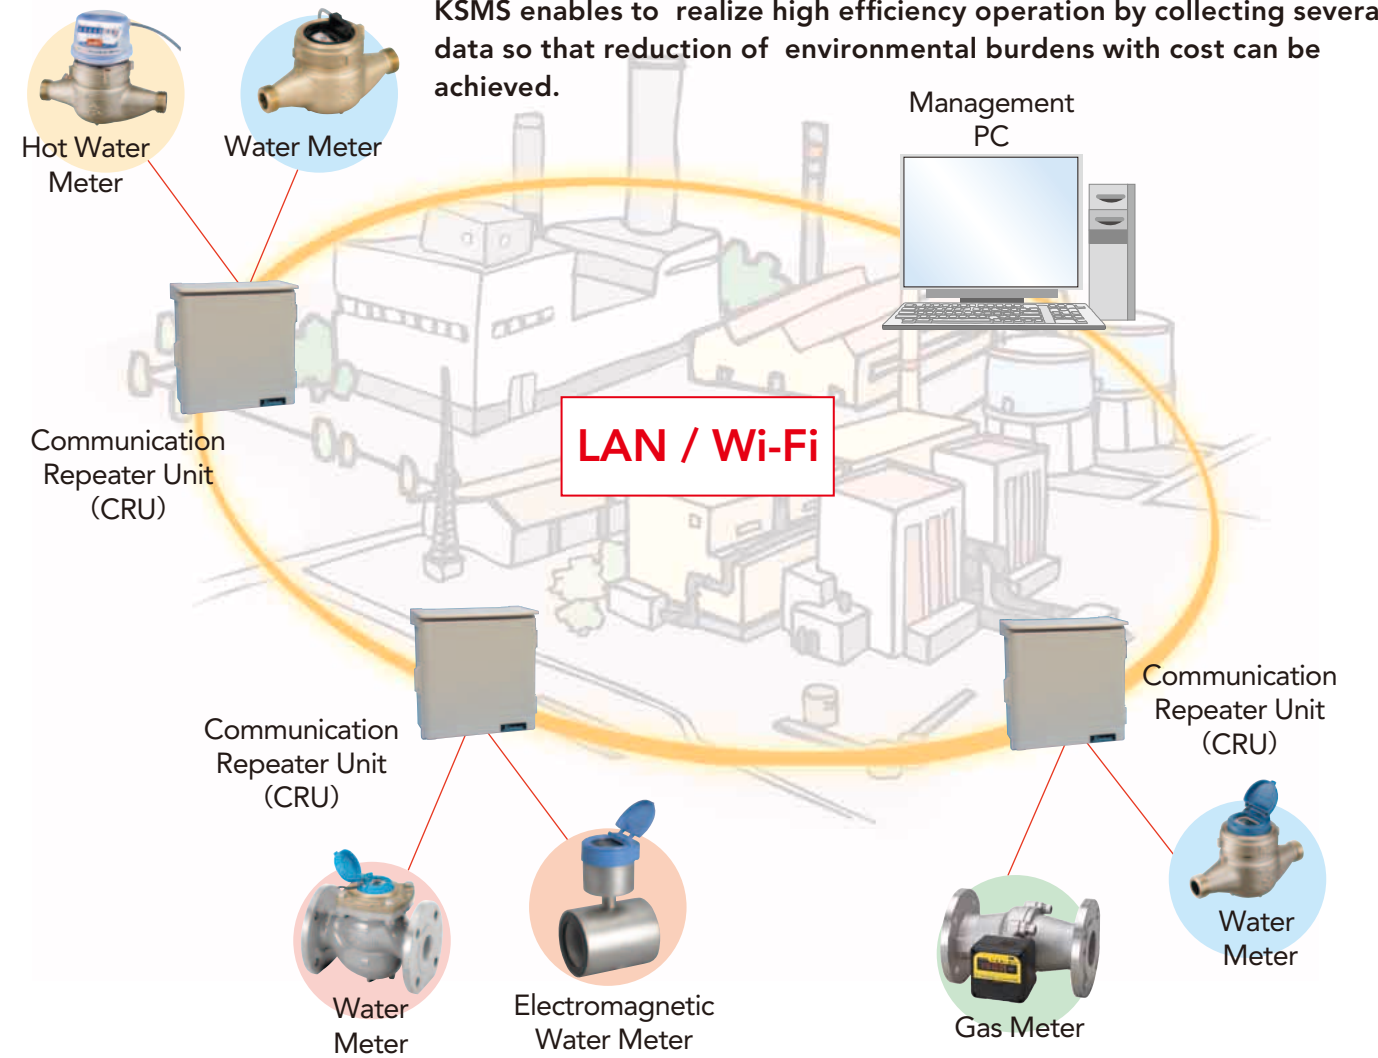 KSMS enables to realize high efficiency operation by collecting severa
data so that reduction of environmental burdens with cost can be
achieved.
Management
PC
Hot Water
Meter
Water Meter
Communication
Repeater Unit
(CRU)
LAN / Wi-Fi
Communication
Repeater Unit
(CRU)
Communication
Repeater Unit
(CRU)
Water
Meter
Electromagnetic
Water Meter
Gas Meter
Water
Meter